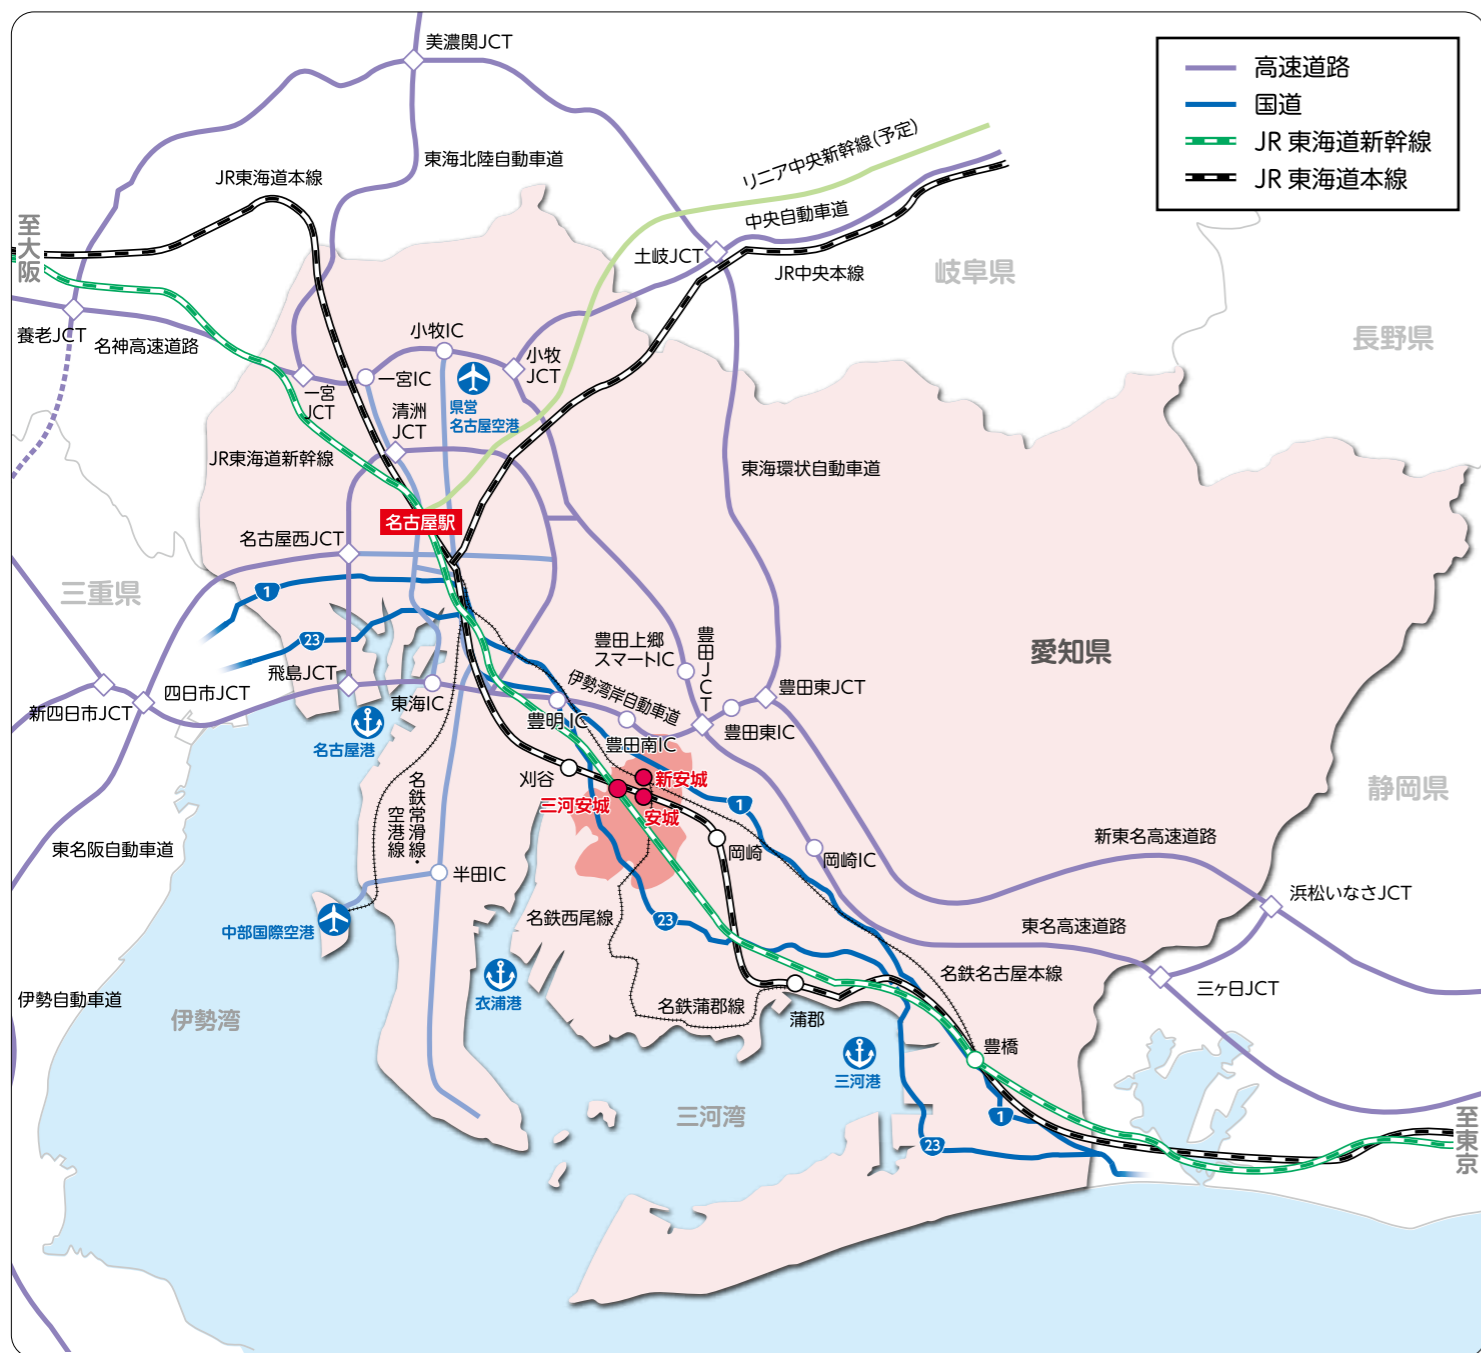 美濃関JCT
高速道路
国道
JR 東海道新幹線
JR 東海道本線
東海北陸自動車道
リニア中央新幹線(予定)
JR東海道本線
中央自動車道
至大阪
土岐JCT
JR中央本線
岐阜県
養老JCT
名神高速道路
小牧IC
小牧
JCT
長野県
一宮
JCT
一宮IC
県営
名古屋空港
清洲
JCT
JR東海道新幹線
東海環状自動車道
名古屋駅
名古屋西JCT
三重県
1
23
豊田上郷
スマートIC
豊田JCT
愛知県
飛島JCT
四日市JCT
新四日市JCT
東海IC
伊勢湾岸自動車道
豊田東JCT
豊明IC
豊田東IC
豊田南IC
名古屋港
刈谷
新安城
三河安城
安城
1
静岡県
名鉄常滑線・
空港線
東名阪自動車道
岡崎
岡崎IC
新東名高速道路
半田IC
浜松いなさJCT
名鉄西尾線
23
東名高速道路
中部国際空港
名鉄名古屋本線
三ヶ日JCT
衣浦港
伊勢自動車道
伊勢湾
名鉄蒲郡線
蒲郡
豊橋
三河港
三河湾
1
23
至東京